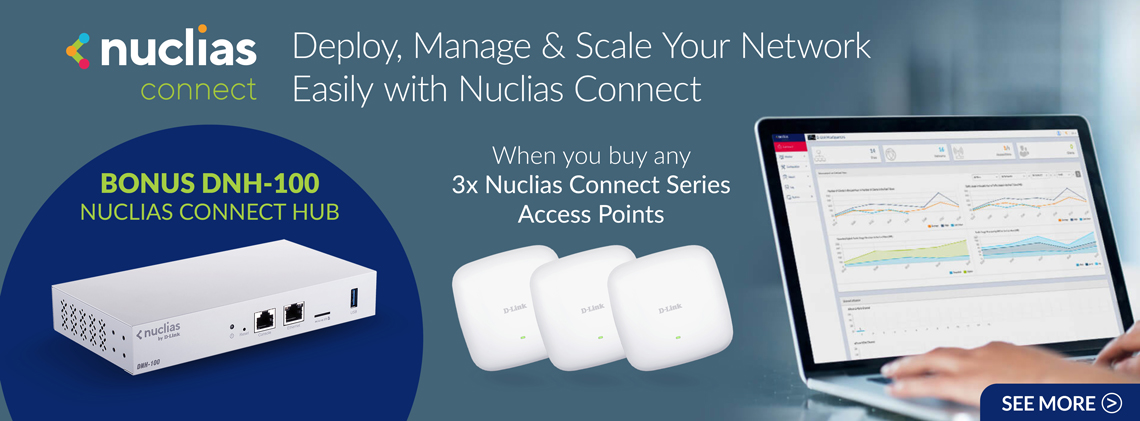 nuclias
connect
Deploy, Manage & Scale Your Network
Easily with Nuclias Connect
BONUS DNH-100
NUCLIAS CONNECT HUB
When you buy any
3x Nuclias Connect Series
Access Points
nuclias
by D-Link
DNH-100
USB
D-Link
D-Link
D-Link
SEE MORE